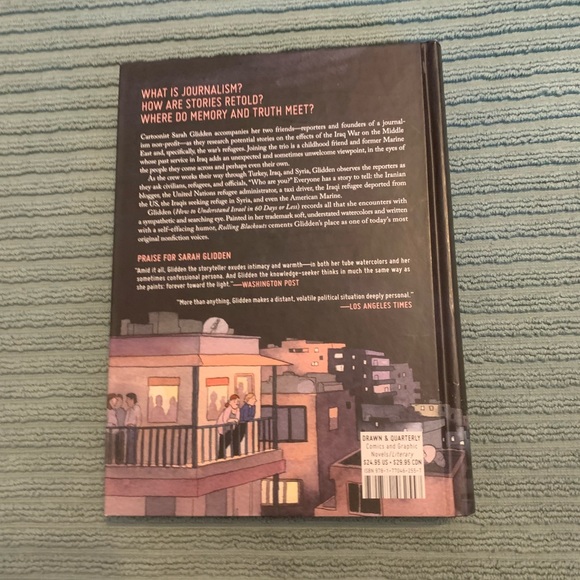 WHAT IS JOURNALISM?
HOW ARE STORIES RETOLD?
WHERE DO MEMORY AND TRUTH MEET?
Cartoonist Sarah Glidden accompanies her two friends—reporters and founders of a journal-
ism non-profit—as they research potential stories on the effects of the Iraq War on the Middle
East and, specifically, the war's refugees. Joining the trio is a childhood friend and former Marine
whose past service in Iraq adds an unexpected and sometimes unwelcome viewpoint, in the eyes of
the people they come across and perhaps even their own.
As the crew works their way through Turkey, Iraq, and Syria, Glidden observes the reporters as
they ask civilians, refugees, and officials, "Who are you?" Everyone has a story to tell: the Iranian
blogger, the United Nations refugee administrator, a taxi driver, the Iraqi refugee deported from
the US, the Iraqis seeking refuge in Syria, and even the American Marine.
Glidden (How to Understand Israel in 60 Days or Less) records all that she encounters with
a sympathetic and searching eye. Painted in her trademark soft, understated watercolors and written
with a self-effacing humor, Rolling Blackouts cements Glidden's place as one of today's most
original nonfiction voices.
PRAISE FOR SARAH GLIDDEN
"Amid it all, Glidden the storyteller exudes intimacy and warmth—in both her tube watercolors and her
sometimes confessional persona. And Glidden the knowledge-seeker thinks in much the same way as
she paints: forever toward the light."—WASHINGTON POST
"More than anything, Glidden makes a distant, volatile political situation deeply personal."
—LOS ANGELES TIMES
DRAWN & QUARTERLY
Comics and Graphic
Novels/Literary
$24.95 US • $29.95 CDN
ISBN 978-1-77046-255-7